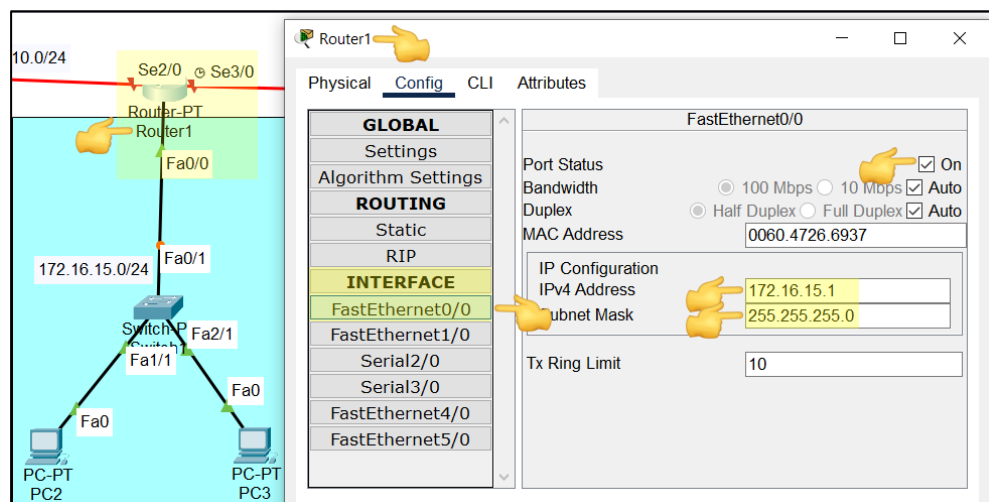 10.0/24
Se2/0
Se3/0
Router-PT
Router1
Fa0/0
172.16.15.0/24
Fa0/1
Fa2/1
Fa1/1
Fa0
Fa0
PC-PT
PC2
PC-PT
PC3
Router1
Physical Config CLI Attributes
GLOBAL
Settings
Algorithm Settings
ROUTING
Static
RIP
INTERFACE
FastEthernet0/0
FastEthernet1/0
Serial2/0
Serial3/0
FastEthernet4/0
FastEthernet5/0
FastEthernet0/0
Port Status On
Bandwidth 100 Mbps 10 Mbps Auto
Duplex Half Duplex Full Duplex Auto
MAC Address 0060.4726.6937
IP Configuration
IPv4 Address 172.16.15.1
Subnet Mask 255.255.255.0
Tx Ring Limit 10